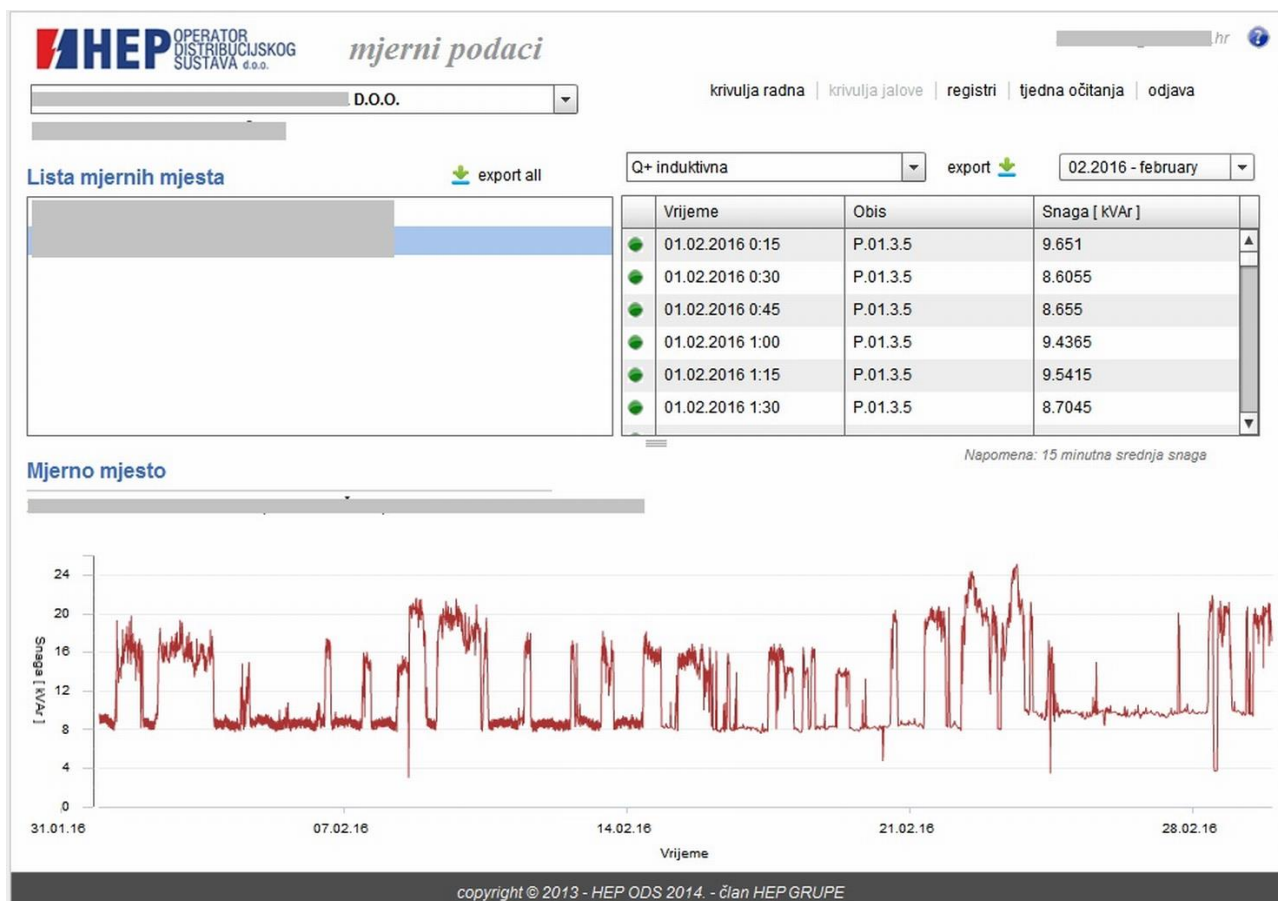 HEP OPERATOR
DISTRIBUCIJSKOG
SUSTAVA d.o.o.
mjerni podaci
.hr
?
D.O.O.
krivulja radna | krivulja jalove | registri | tjedna očitanja | odjava
Lista mjernih mjesta
export all
Q+ induktivna
export
02.2016 - february
Vrijeme Obis Snaga [ kVAr ]
01.02.2016 0:15 P.01.3.5 9.651
01.02.2016 0:30 P.01.3.5 8.6055
01.02.2016 0:45 P.01.3.5 8.655
01.02.2016 1:00 P.01.3.5 9.4365
01.02.2016 1:15 P.01.3.5 9.5415
01.02.2016 1:30 P.01.3.5 8.7045
Napomena: 15 minutna srednja snaga
Mjerno mjesto
24
20
16
12
8
4
0
Snaga [ kVAr ]
31.01.16 07.02.16 14.02.16 21.02.16 28.02.16
Vrijeme
copyright © 2013 - HEP ODS 2014. - član HEP GRUPE